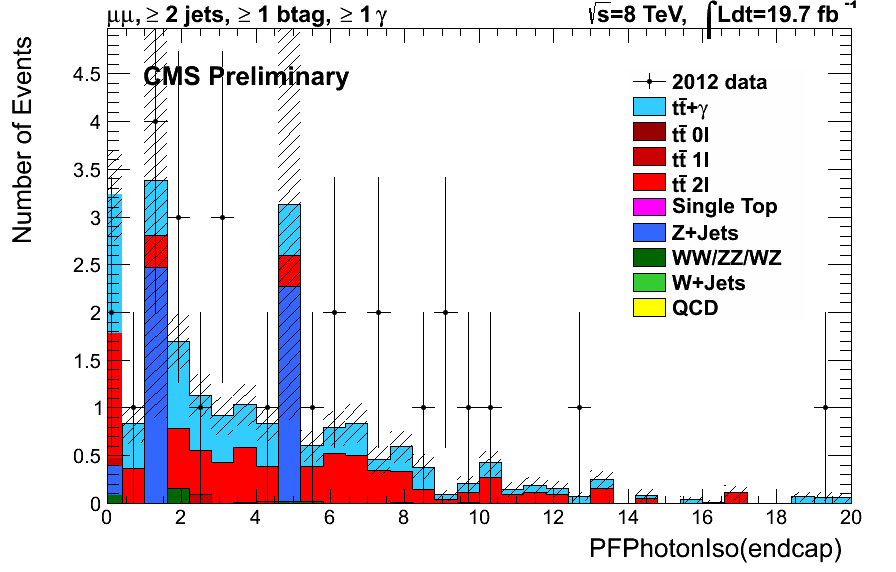 μμ, ≥ 2 jets, ≥ 1 btag, ≥ 1 γ
√s=8 TeV, ∫Ldt=19.7 fb⁻¹
CMS Preliminary
2012 data
tt̄+γ
tt̄ 0l
tt̄ 1l
tt̄ 2l
Single Top
Z+Jets
WW/ZZ/WZ
W+Jets
QCD
Number of Events
4.5
4
3.5
3
2.5
2
1.5
1
0.5
0
0 2 4 6 8 10 12 14 16 18 20
PFPhotonIso(endcap)